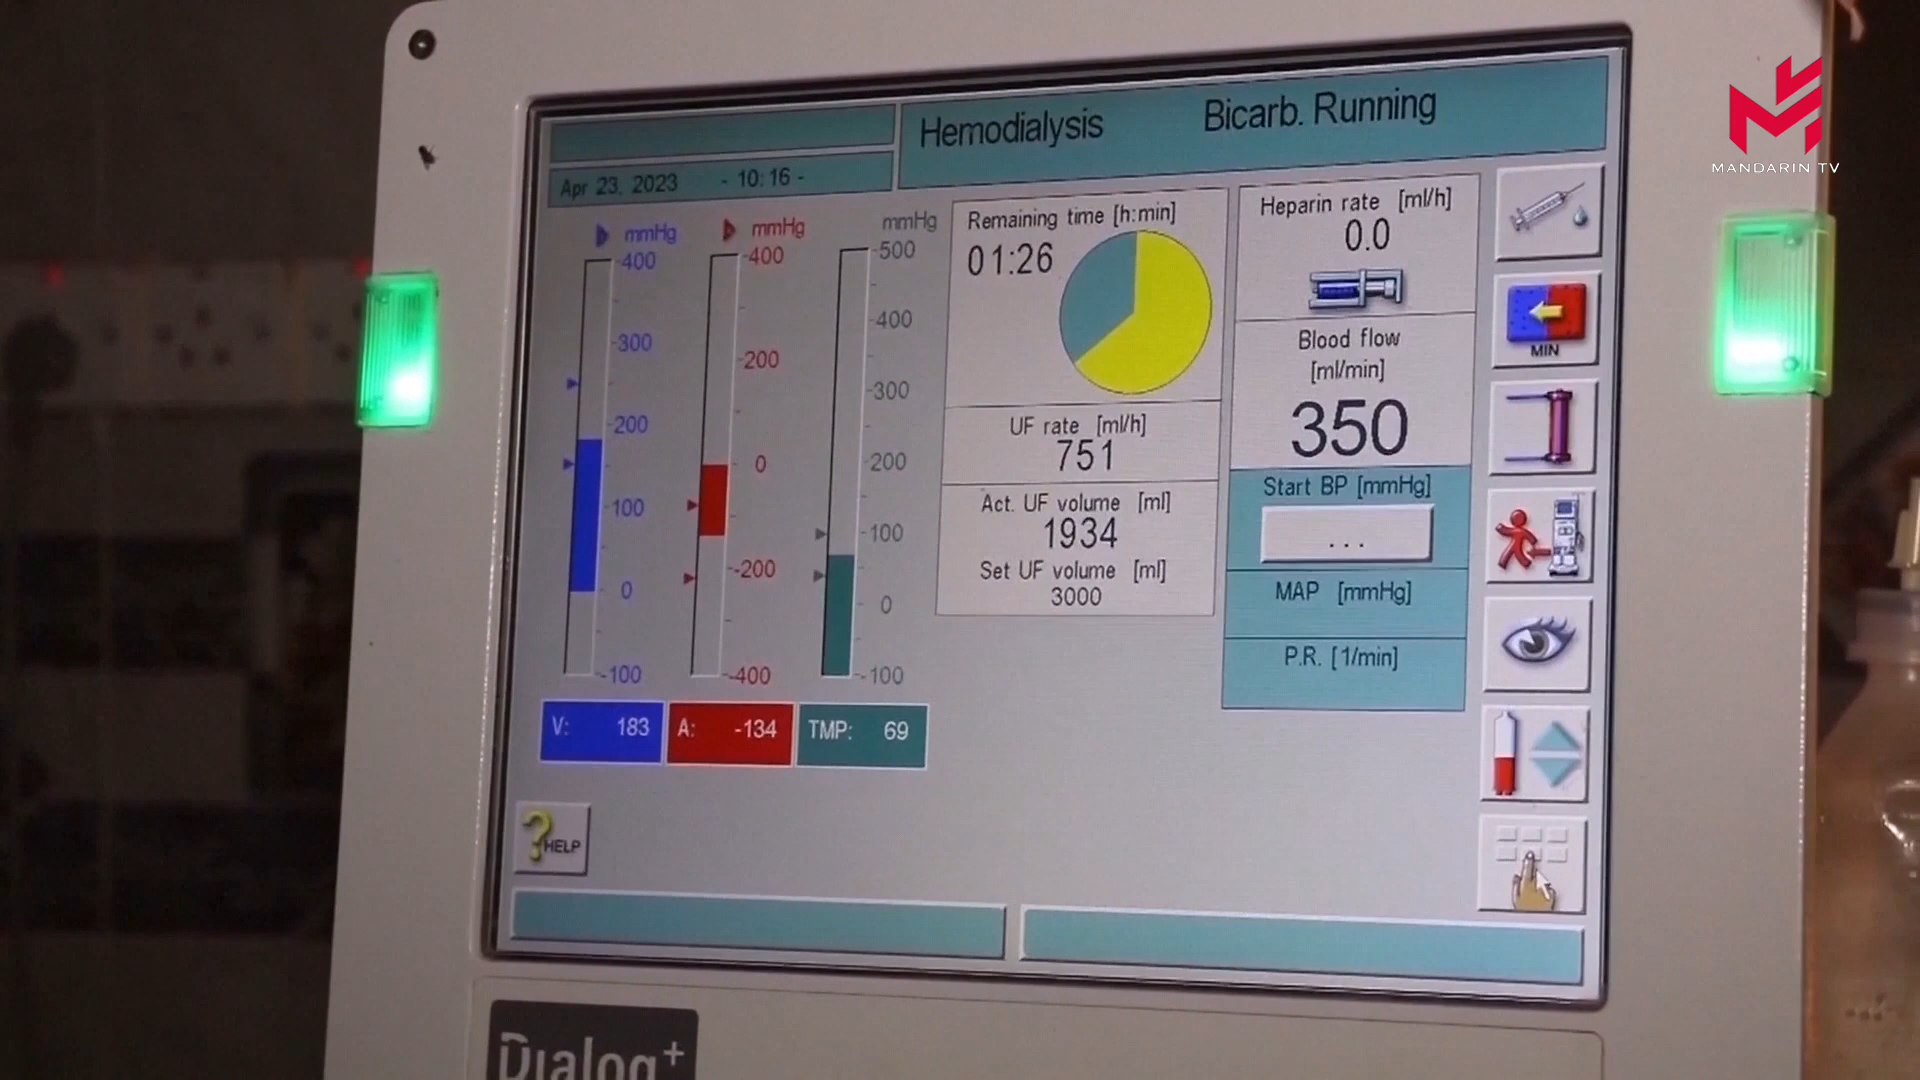 Hemodialysis Bicarb. Running
Apr 23, 2023 - 10:16 -
MANDARIN TV
mmHg mmHg mmHg
400 400 500
300 200 400
200 0 300
100 -200 200
0 -400 100
-100 0
-100
V: 183 A: -134 TMP: 69
Remaining time [h:min]
01:26
UF rate [ml/h]
751
Act. UF volume [ml]
1934
Set UF volume [ml]
3000
Heparin rate [ml/h]
0.0
Blood flow
[ml/min]
350
Start BP [mmHg]
...
MAP [mmHg]
P.R. [1/min]
MIN
? HELP
Dialog+